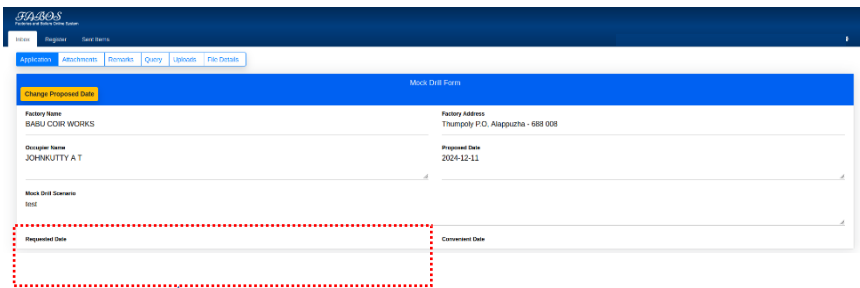 FABOS
Factories and Boilers Online System
Inbox Register Sent Items
Application Attachments Remarks Query Uploads File Details
Mock Drill Form
Change Proposed Date
Factory Name Factory Address
BABU COIR WORKS Thumpoly P.O, Alappuzha - 688 008
Occupier Name Proposed Date
JOHNKUTTY A T 2024-12-11
Mock Drill Scenario
test
Requested Date Convenient Date